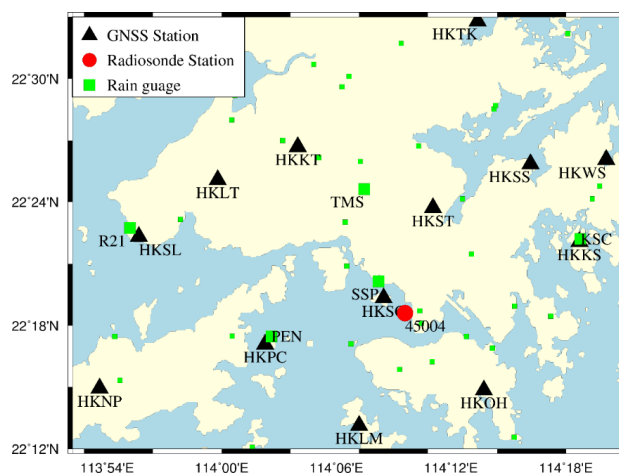 GNSS Station
Radiosonde Station
Rain guage
HKTK
22˚30'N
HKKT
HKSS
HKWS
22˚24'N
HKLT
TMS
HKST
R21
HKSL
KSC
HKKS
SSP
HKSC
45004
22˚18'N
PEN
HKPC
HKNP
HKOH
HKLM
22˚12'N
113˚54'E
114˚00'E
114˚06'E
114˚12'E
114˚18'E